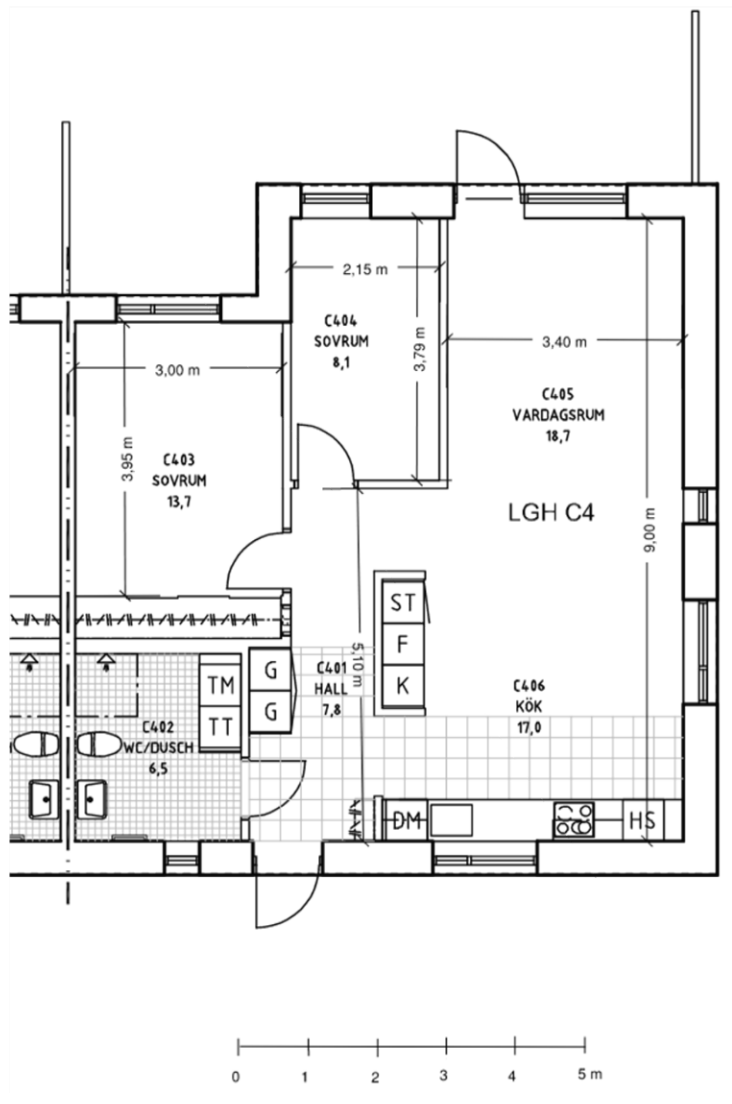 2,15 m
C404
SOVRUM
8,1
3,79 m
3,40 m
3,00 m
C405
VARDAGSRUM
18,7
3,95 m
C403
SOVRUM
13,7
LGH C4
9,00 m
ST
F
K
G
G
C401
HALL
7,8
5,10 m
TM
TT
C406
KÖK
17,0
C402
WC/DUSCH
6,5
DM
HS
0 1 2 3 4 5 m